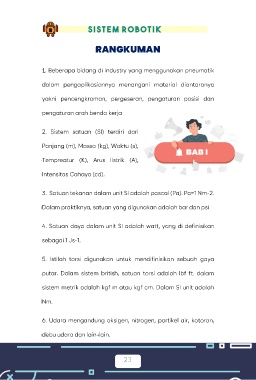 SISTEM ROBOTIK
RANGKUMAN
1. Beberapa bidang di industry yang menggunakan pneumatik
dalam pengaplikasiannya menangani material diantaranya
yakni pencengkraman, pergeseran, pengaturan posisi dan
pengaturan arah benda kerja
2. Sistem satuan (SI) terdiri dari
Panjang (m), Massa (kg), Waktu (s),
Tempreatur (K), Arus listrik (A),
Intensitas Cahaya (cd).
BAB I
3. Satuan tekanan dalam unit SI adalah pascal (Pa). Pa=1 Nm-2.
Dalam praktiknya, satuan yang digunakan adalah bar dan psi
4. Satuan daya dalam unit SI adalah watt, yang di definisikan
sebagai 1 Js-1.
5. Istilah torsi digunakan untuk mendifinisikan sebuah gaya
putar. Dalam sistem british, satuan torsi adalah lbf ft, dalam
sistem metrik adalah kgf m atau kgf cm. Dalam SI unit adalah
Nm.
6. Udara mengandung oksigen, nitrogen, partikel air, kotoran,
debu udara dan lain-lain.
23